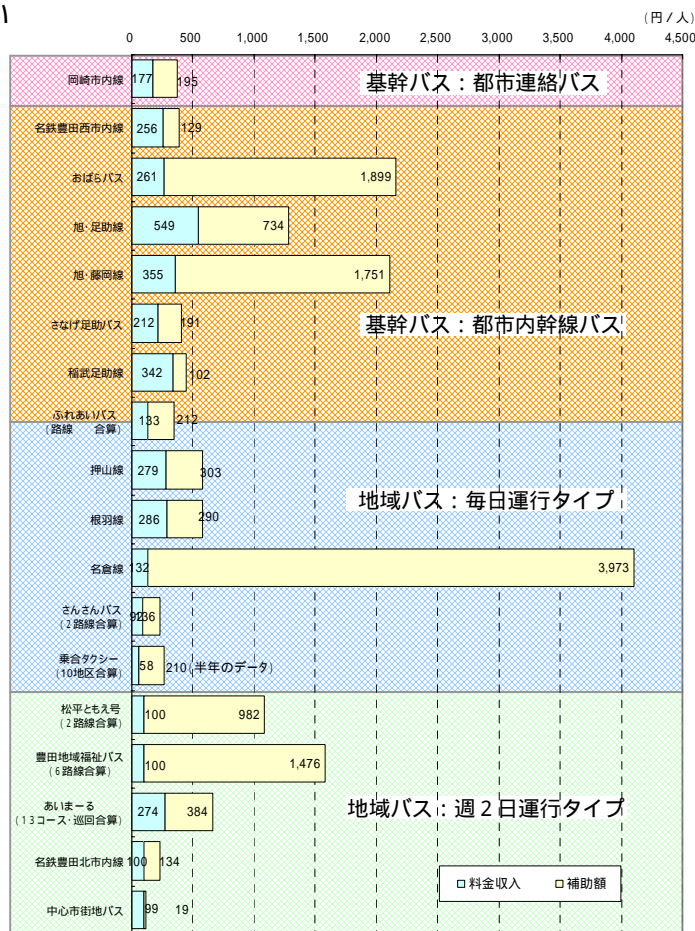 1
(円/人)
0 500 1,000 1,500 2,000 2,500 3,000 3,500 4,000 4,500
岡崎市内線 177 195
基幹バス：都市連絡バス
名鉄豊田西市内線 256 129
おばらバス 261 1,899
旭・足助線 549 734
旭・藤岡線 355 1,751
さなげ足助バス 212 191
基幹バス：都市内幹線バス
稲武足助線 342 102
ふれあいバス
(路線 合算) 133 212
押山線 279 303
地域バス：毎日運行タイプ
根羽線 286 290
名倉線 132 3,973
さんさんバス
(2路線合算) 92 136
乗合タクシー
(10地区合算) 58 210(半年のデータ)
松平ともえ号
(2路線合算) 100 982
豊田地域福祉バス
(6路線合算) 100 1,476
あいまーる
(13コース・巡回合算) 274 384
地域バス：週2日運行タイプ
名鉄豊田北市内線 100 134
料金収入 補助額
中心市街地バス 99 19